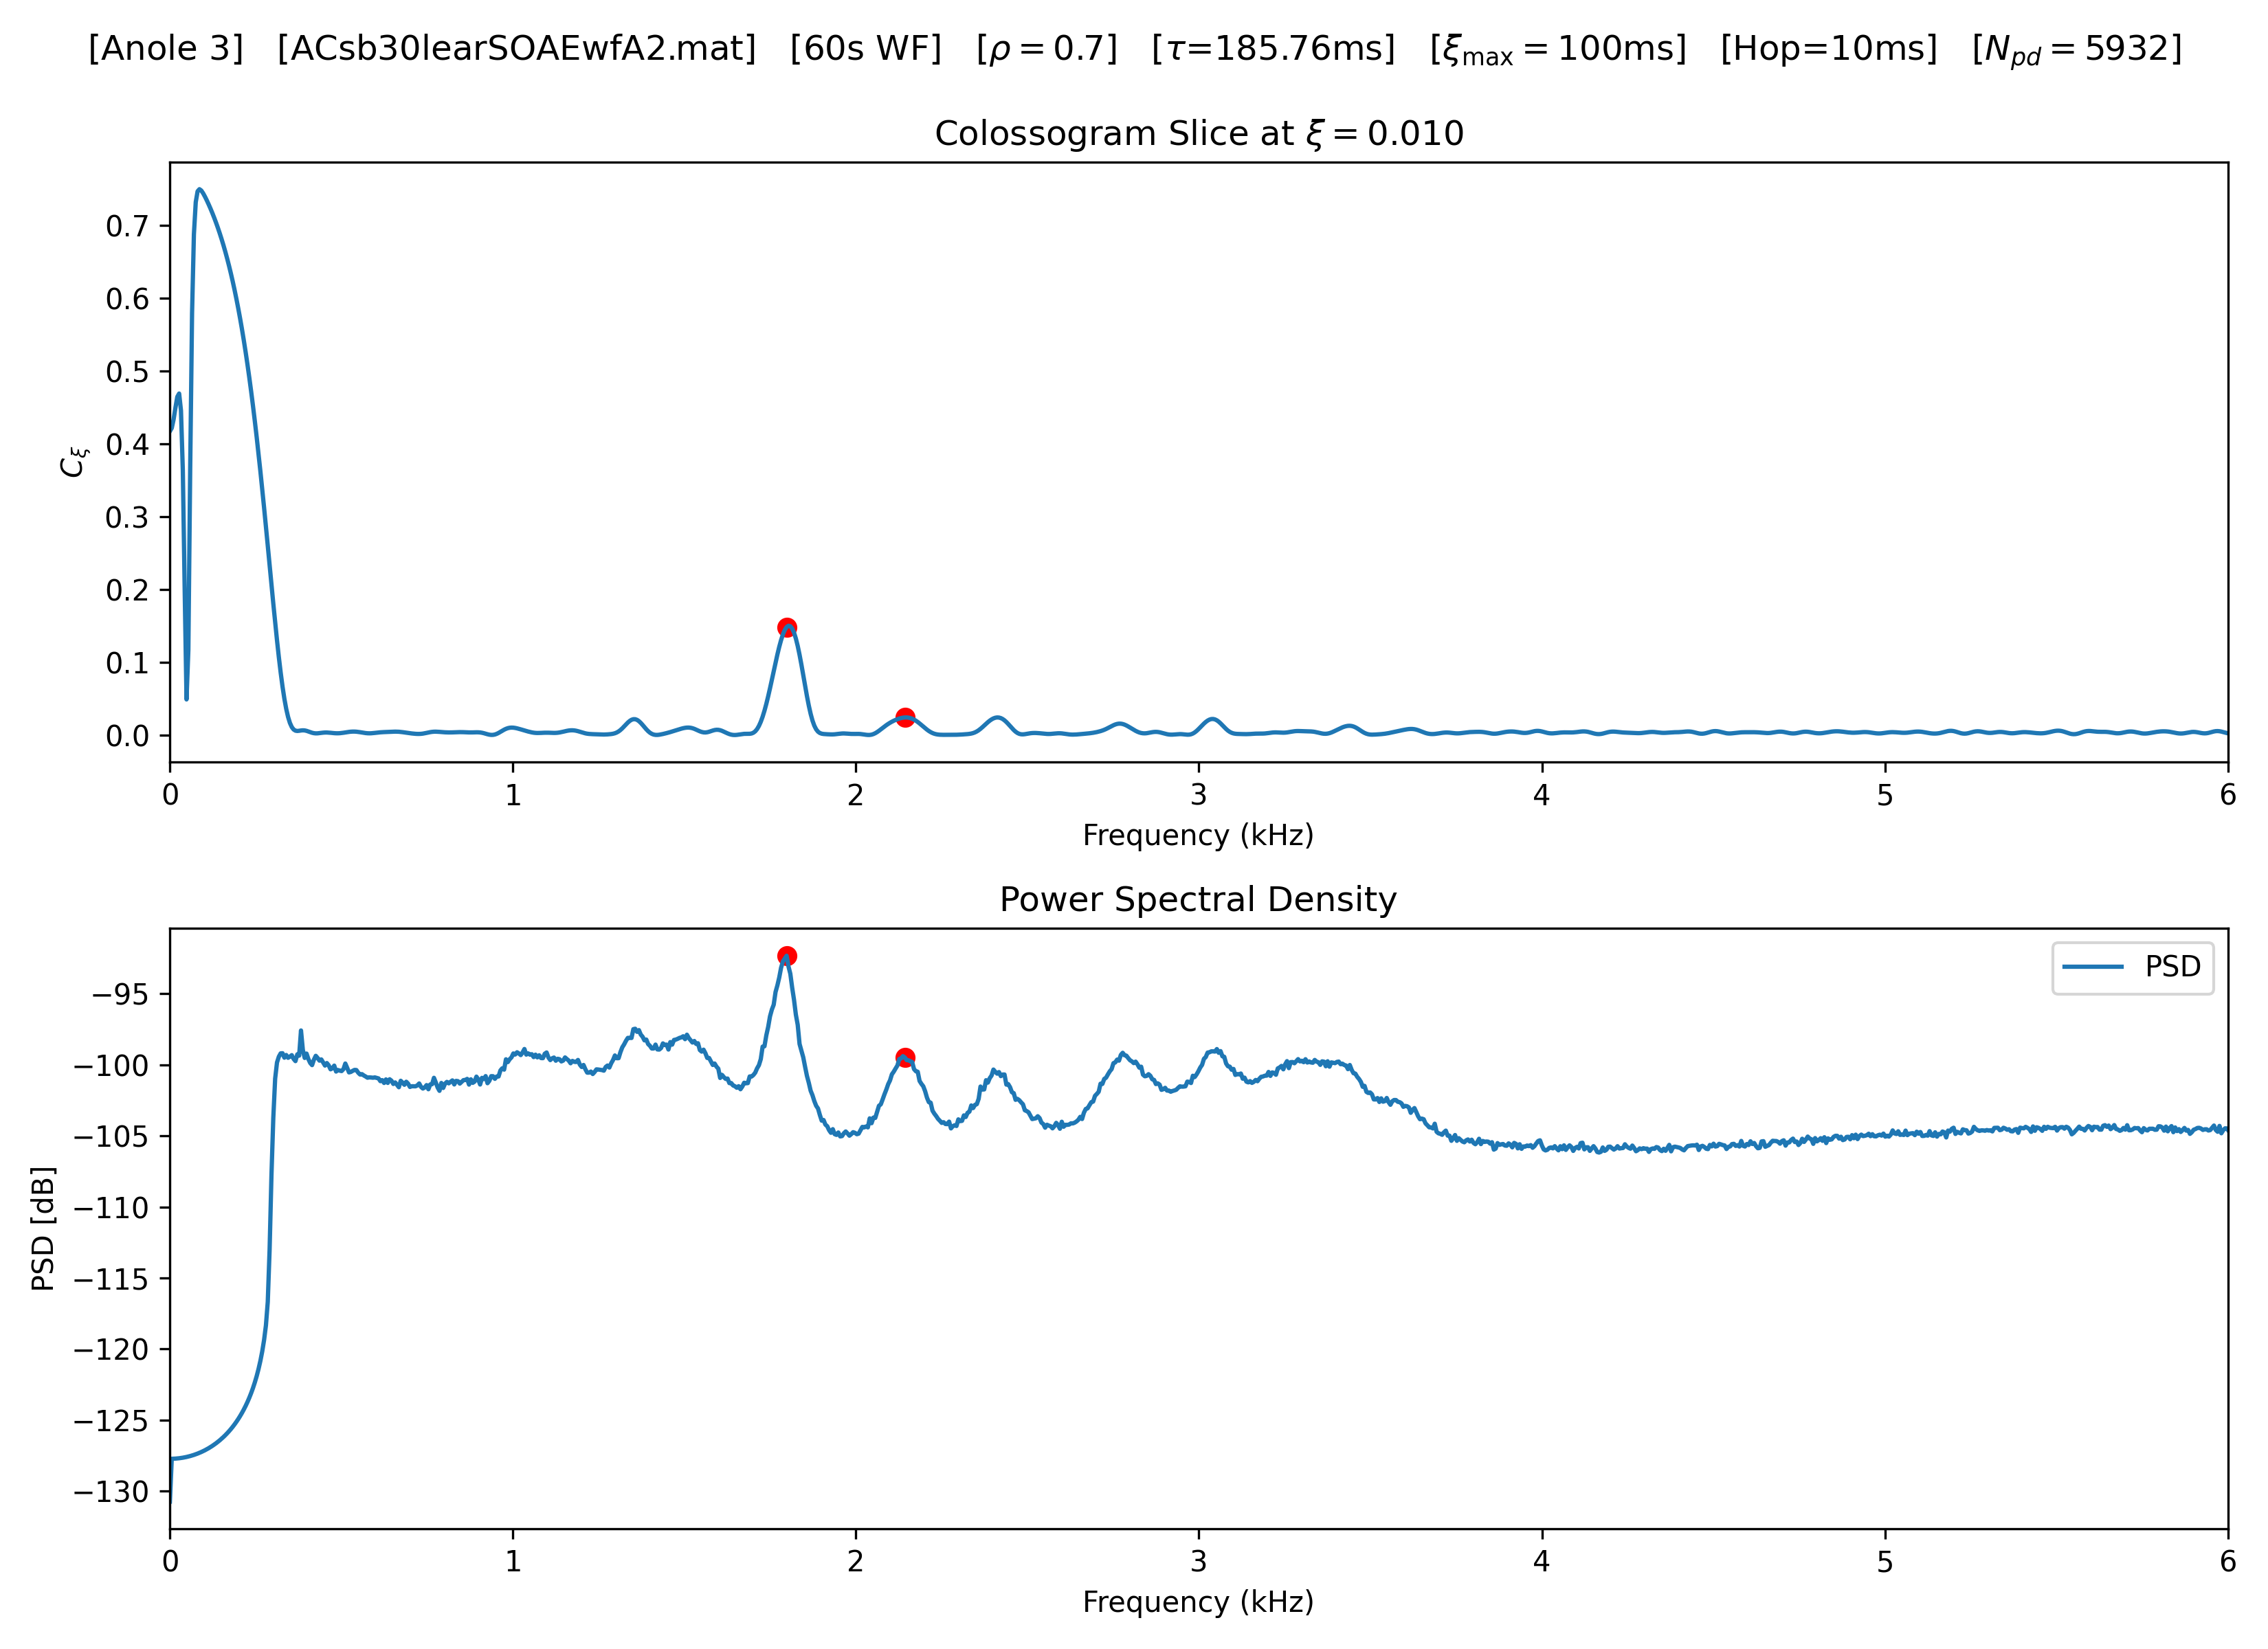 [Anole 3] [ACsb30learSOAEwfA2.mat] [60s WF] [ρ = 0.7] [τ=185.76ms] [ξmax = 100ms] [Hop=10ms] [Npd = 5932]
Colossogram Slice at ξ = 0.010
0.7
0.6
0.5
0.4
0.3
0.2
0.1
0.0
Cξ
0 1 2 3 4 5 6
Frequency (kHz)
Power Spectral Density
PSD
−95
−100
−105
−110
−115
−120
−125
−130
PSD [dB]
0 1 2 3 4 5 6
Frequency (kHz)